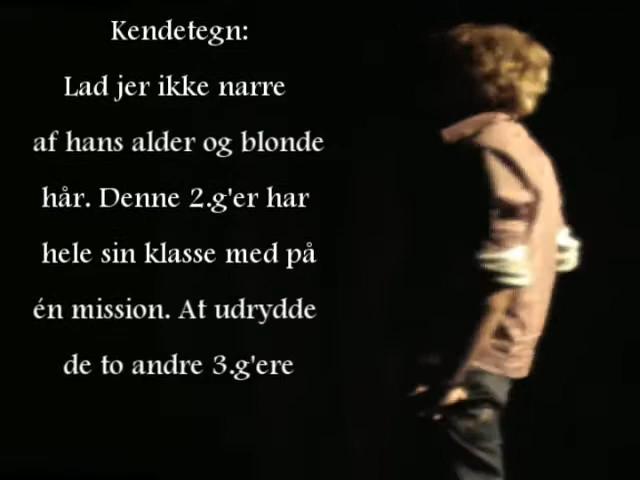 Kendetegn:
Lad jer ikke narre
af hans alder og blonde
hår. Denne 2.g'er har
hele sin klasse med på
én mission. At udrydde
de to andre 3.g'ere